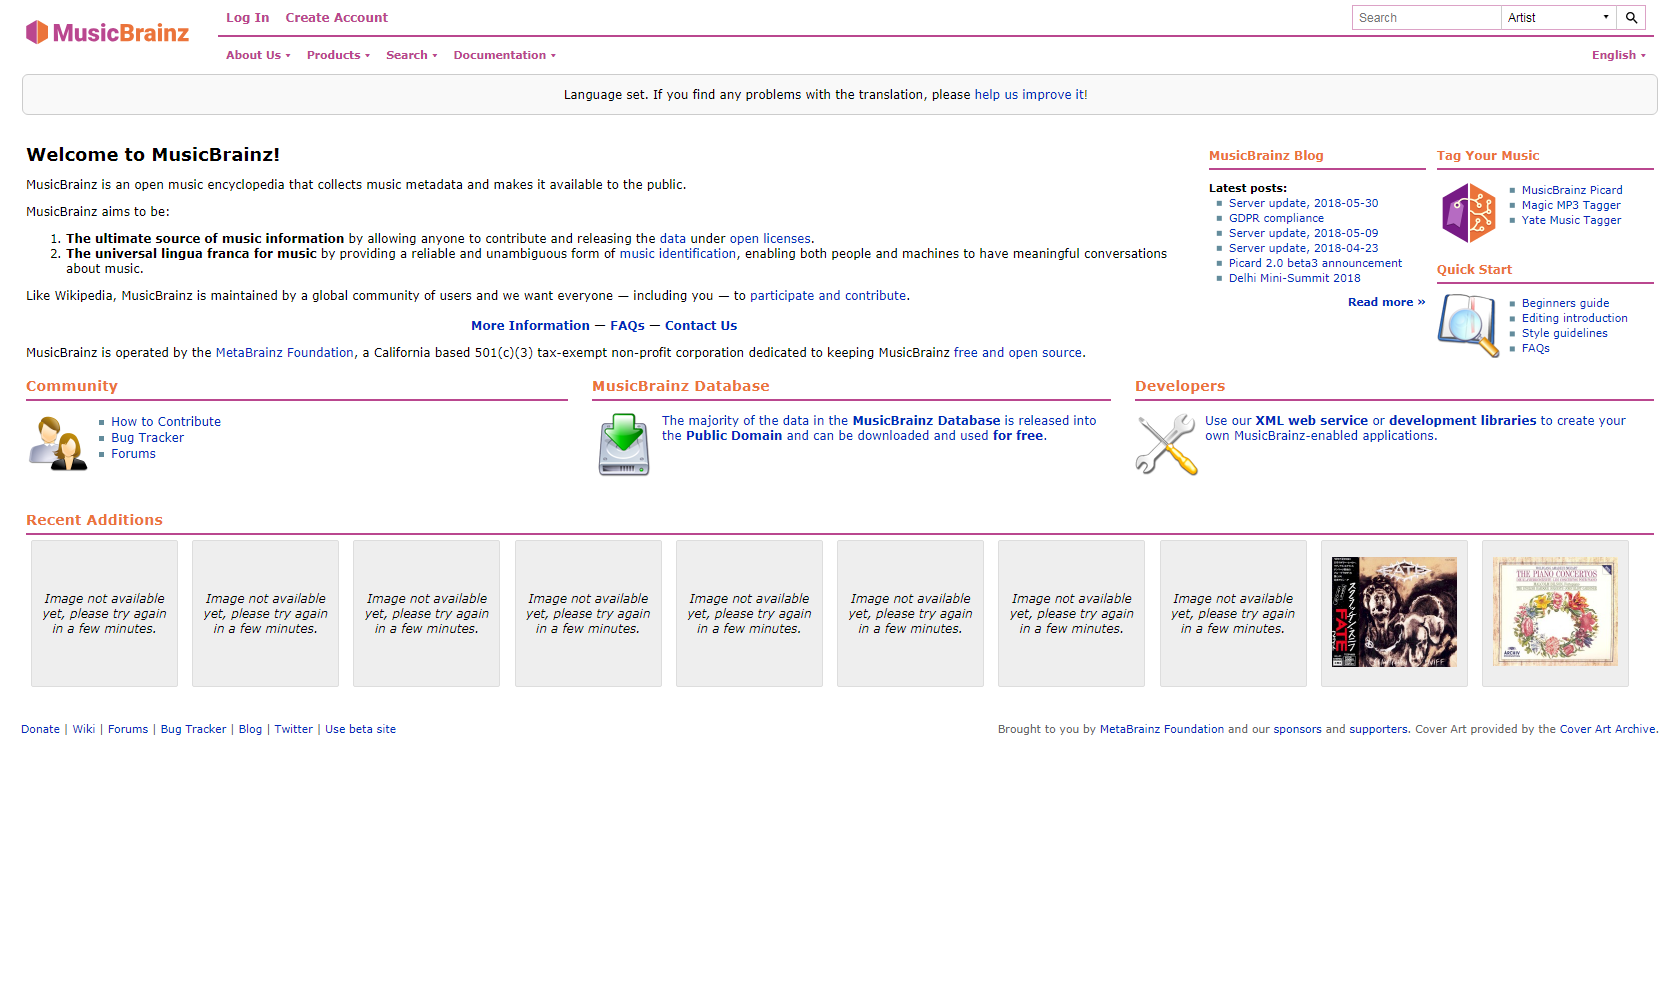 MusicBrainz
Log In Create Account
Search Artist
About Us Products Search Documentation English
Language set. If you find any problems with the translation, please help us improve it!
Welcome to MusicBrainz!
MusicBrainz is an open music encyclopedia that collects music metadata and makes it available to the public.
MusicBrainz aims to be:
1. The ultimate source of music information by allowing anyone to contribute and releasing the data under open licenses.
2. The universal lingua franca for music by providing a reliable and unambiguous form of music identification, enabling both people and machines to have meaningful conversations
about music.
Like Wikipedia, MusicBrainz is maintained by a global community of users and we want everyone — including you — to participate and contribute.
More Information — FAQs — Contact Us
MusicBrainz is operated by the MetaBrainz Foundation, a California based 501(c)(3) tax-exempt non-profit corporation dedicated to keeping MusicBrainz free and open source.
MusicBrainz Blog
Latest posts:
Server update, 2018-05-30
GDPR compliance
Server update, 2018-05-09
Server update, 2018-04-23
Picard 2.0 beta3 announcement
Delhi Mini-Summit 2018
Read more »
Tag Your Music
MusicBrainz Picard
Magic MP3 Tagger
Yate Music Tagger
Quick Start
Beginners guide
Editing introduction
Style guidelines
FAQs
Community
How to Contribute
Bug Tracker
Forums
MusicBrainz Database
The majority of the data in the MusicBrainz Database is released into
the Public Domain and can be downloaded and used for free.
Developers
Use our XML web service or development libraries to create your
own MusicBrainz-enabled applications.
Recent Additions
Image not available
yet, please try again
in a few minutes.
Image not available
yet, please try again
in a few minutes.
Image not available
yet, please try again
in a few minutes.
Image not available
yet, please try again
in a few minutes.
Image not available
yet, please try again
in a few minutes.
Image not available
yet, please try again
in a few minutes.
Image not available
yet, please try again
in a few minutes.
Image not available
yet, please try again
in a few minutes.
FATE
FATE
THE PIANO CONCERTOS
ARCHIV
Donate | Wiki | Forums | Bug Tracker | Blog | Twitter | Use beta site
Brought to you by MetaBrainz Foundation and our sponsors and supporters. Cover Art provided by the Cover Art Archive.